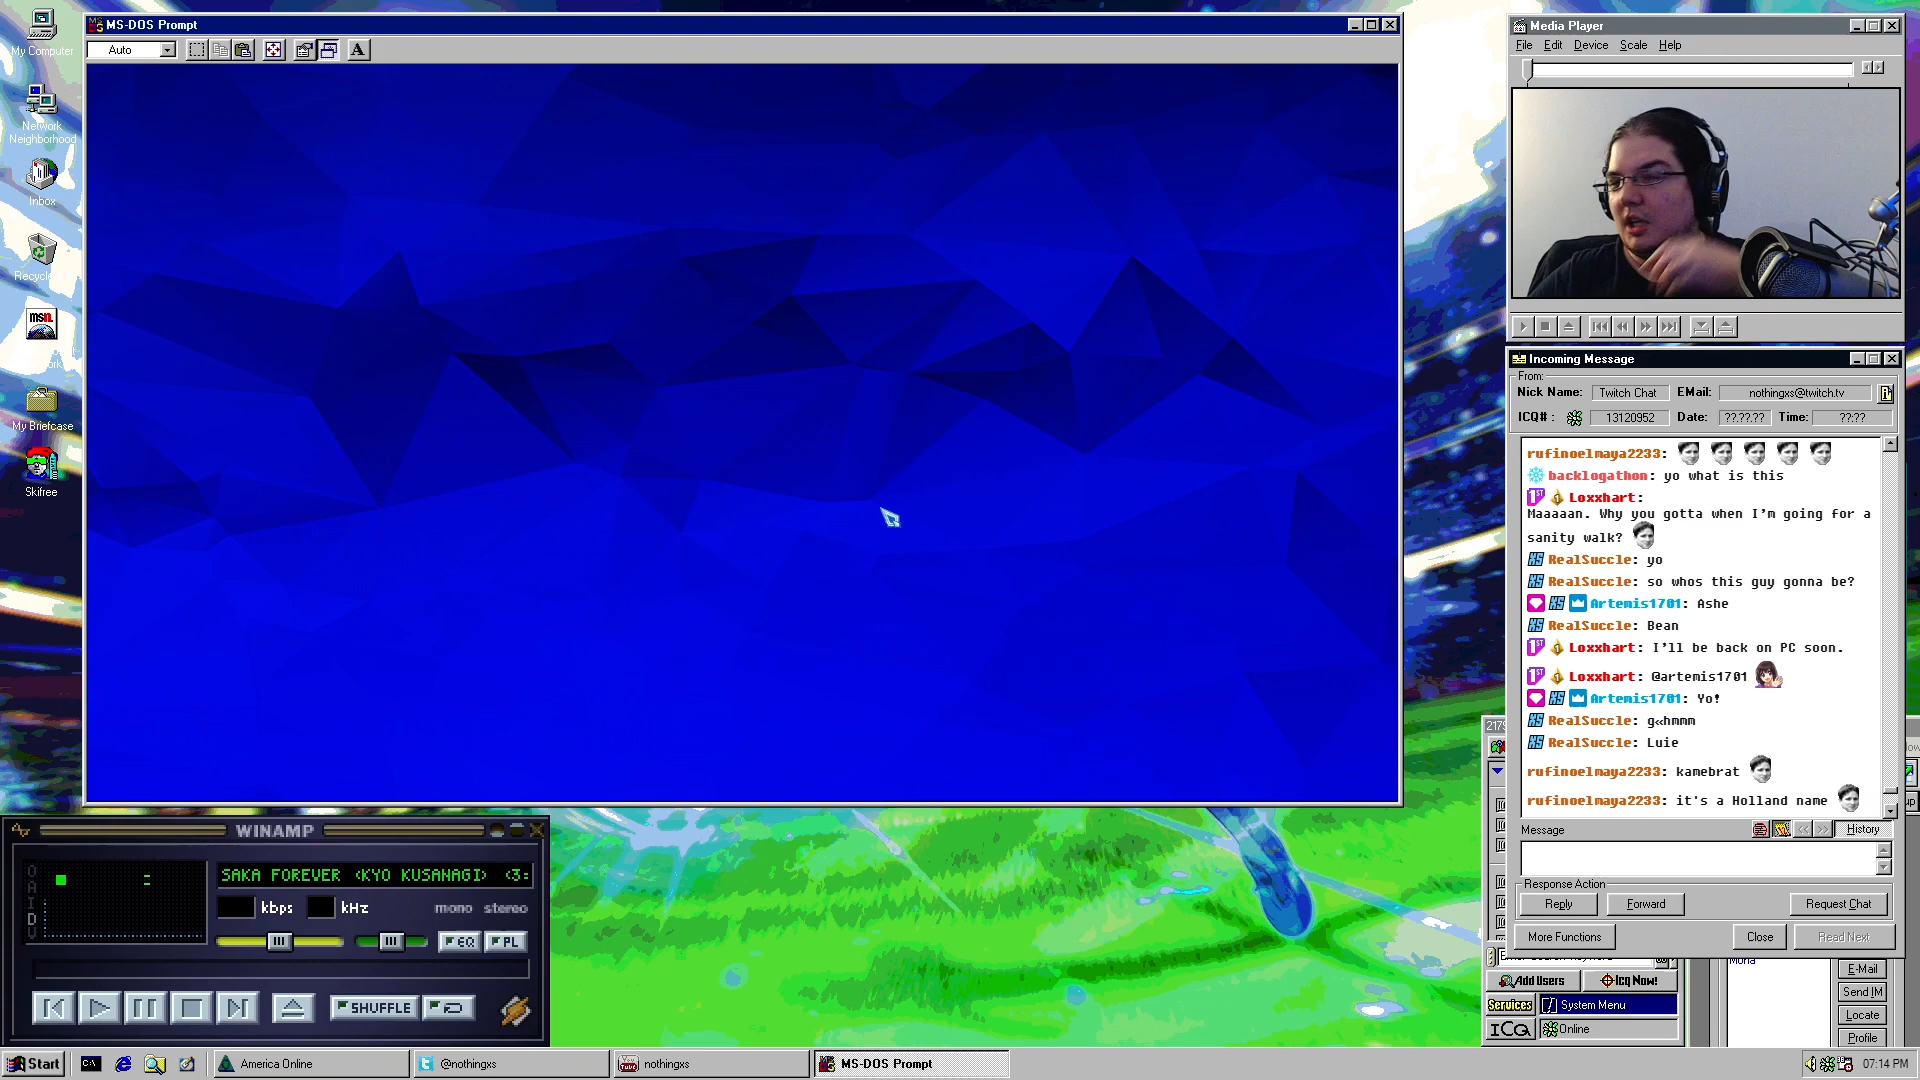 My Computer
Network
Neighborhood
Inbox
Recycle
msn.
My Briefcase
Skifree
MS-DOS Prompt
Auto
A
Media Player
File Edit Device Scale Help
Incoming Message
From:
Nick Name: Twitch Chat EMail: nothingxs@twitch.tv
ICQ# : 13120952 Date: ??.??.?? Time: ??:??
rufinoelmaya2233:
backlogathon: yo what is this
Loxxhart:
Maaaaan. Why you gotta when I'm going for a
sanity walk?
RealSuccle: yo
RealSuccle: so whos this guy gonna be?
Artemis1701: Ashe
RealSuccle: Bean
Loxxhart: I'll be back on PC soon.
Loxxhart: @artemis1701
Artemis1701: Yo!
RealSuccle: g«hmmm
RealSuccle: Luie
rufinoelmaya2233: kamebrat
rufinoelmaya2233: it's a Holland name
Message
History
Response Action
Reply Forward Request Chat
More Functions Close Read Next
Add Users Icq Now!
Services System Menu
ICQ Online
E-Mail
Send IM
Locate
Profile
WINAMP
SAKA FOREVER <KYO KUSANAGI> <3:
kbps kHz mono stereo
EQ PL
SHUFFLE
Start
America Online
@nothingxs
You Tube nothingxs
MS-DOS Prompt
07:14 PM